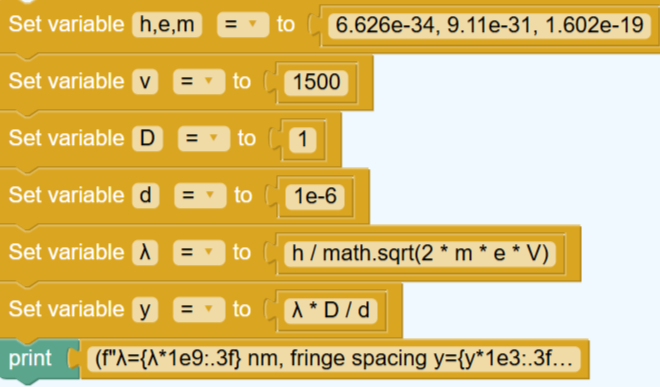 Set variable h,e,m = to 6.626e-34, 9.11e-31, 1.602e-19
Set variable v = to 1500
Set variable D = to 1
Set variable d = to 1e-6
Set variable λ = to h / math.sqrt(2 * m * e * V)
Set variable y = to λ * D / d
print (f"λ={λ*1e9:.3f} nm, fringe spacing y={y*1e3:.3f...